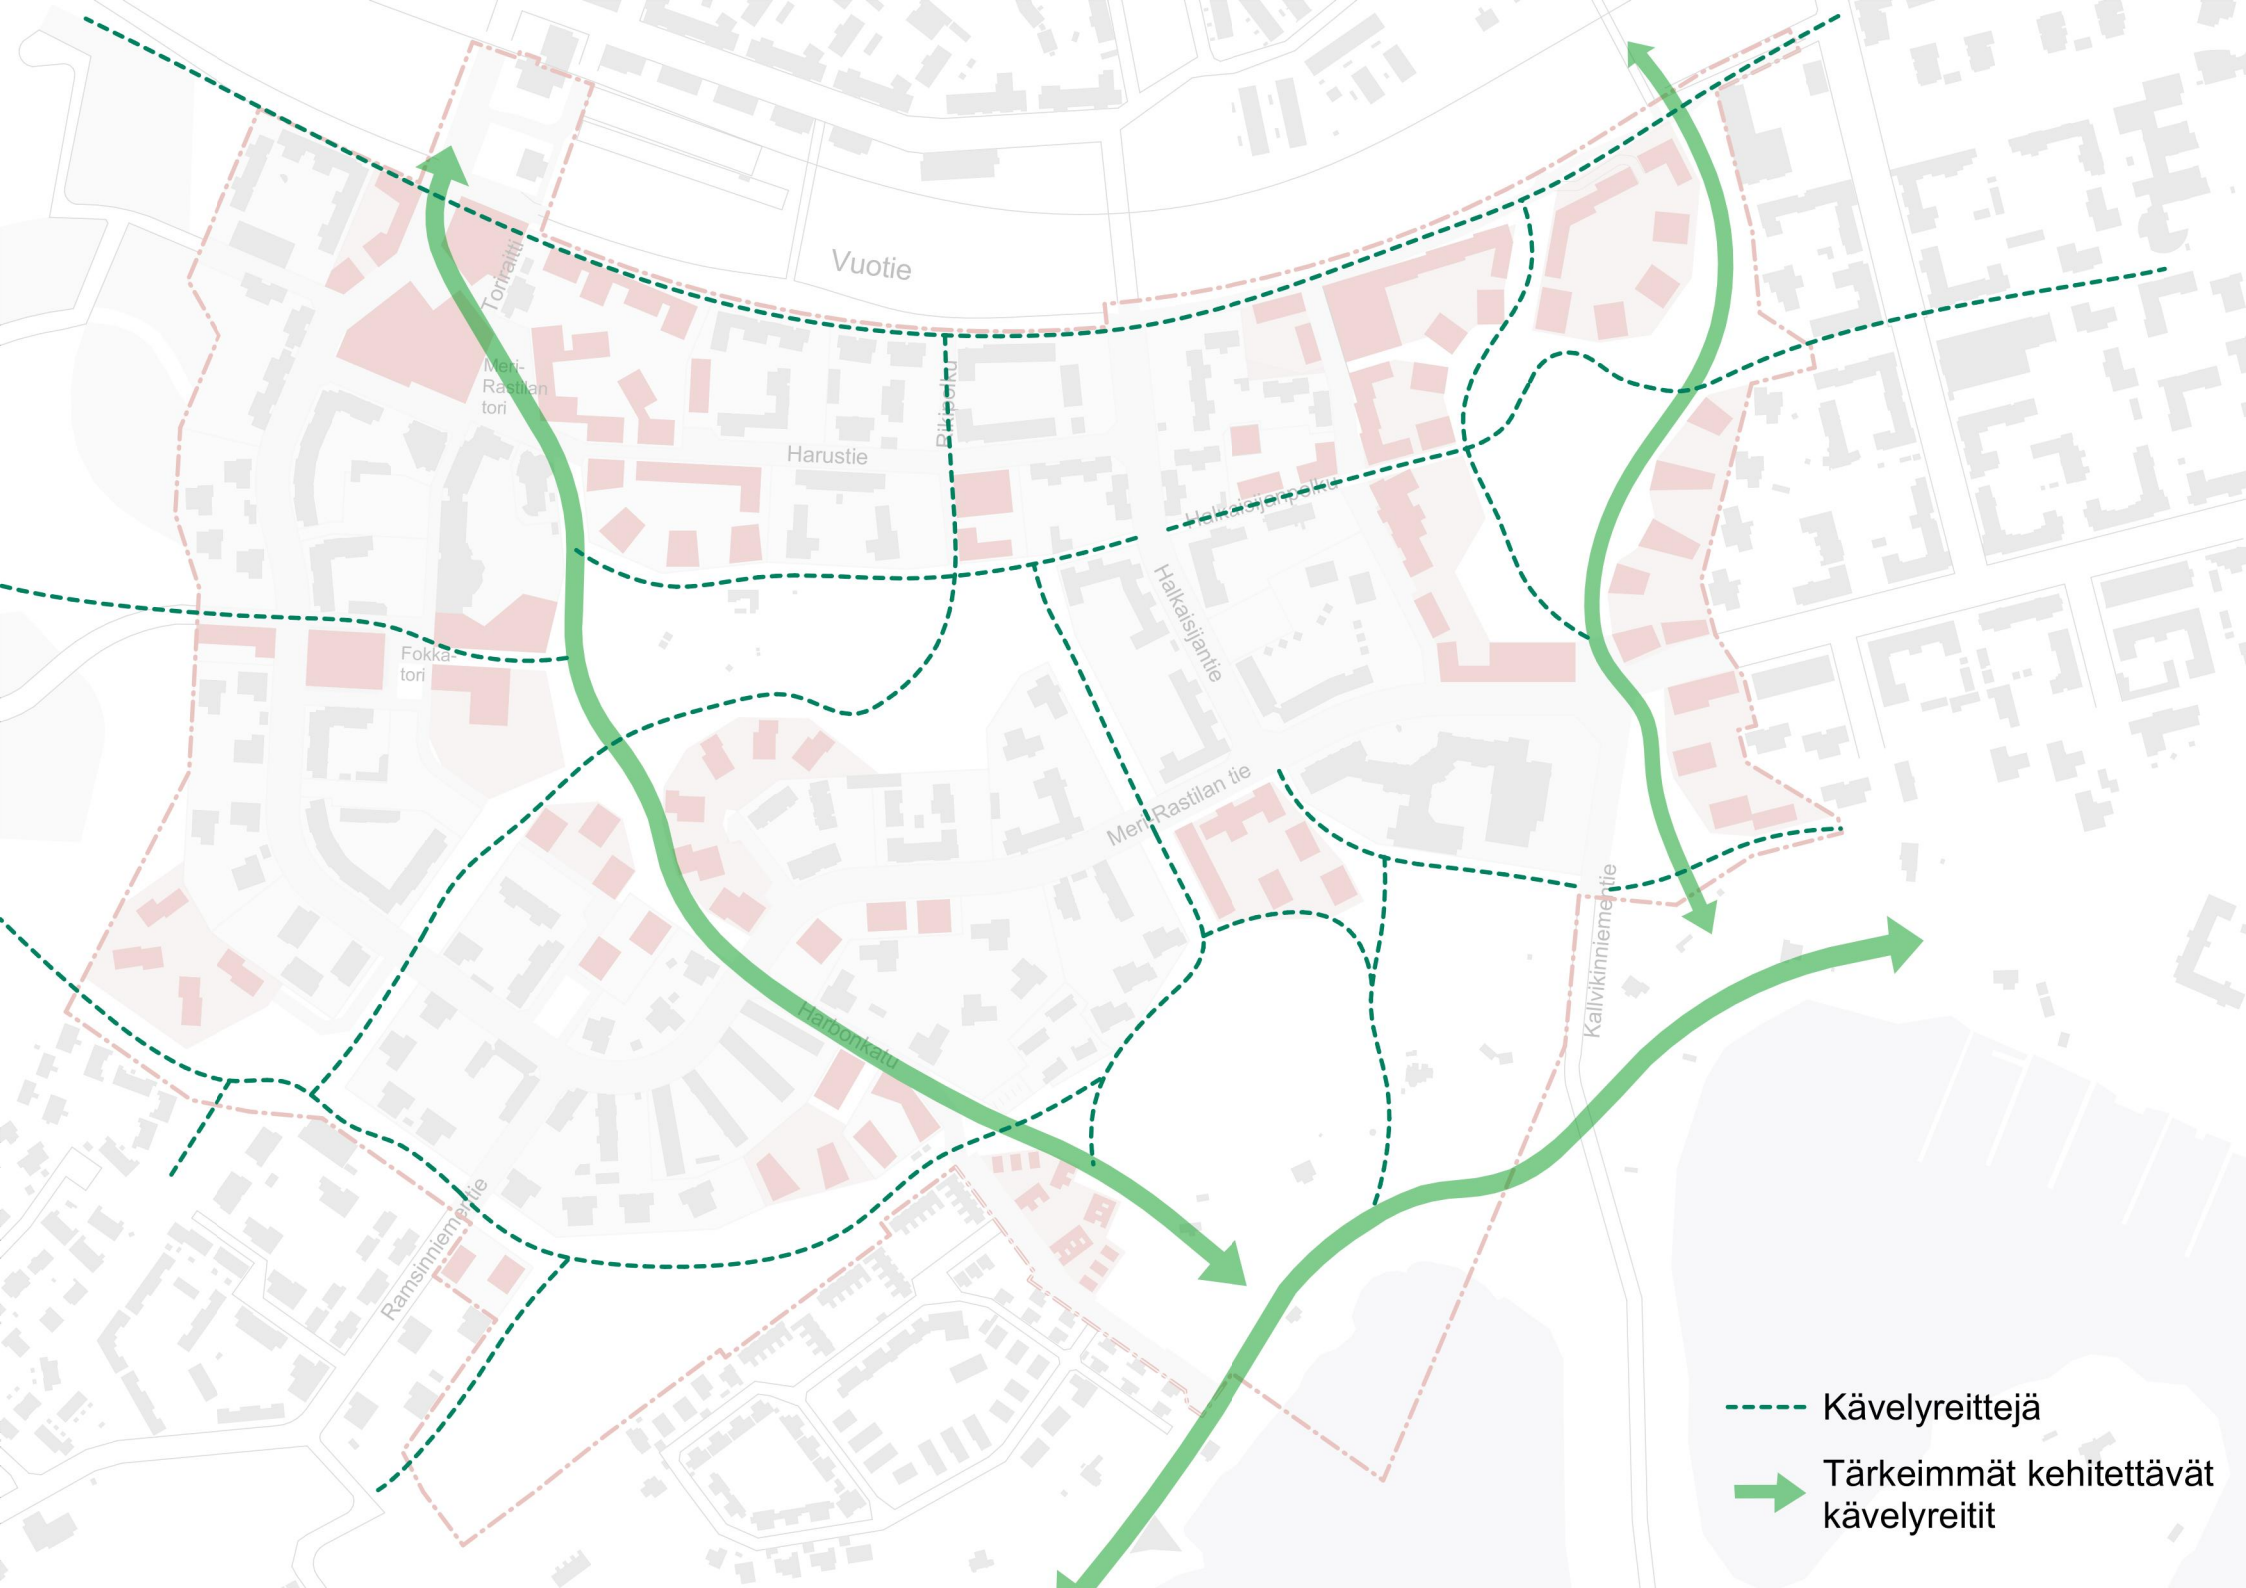 Vuotie
Toriraitti
Meri-
Rastilan
tori
Harustie
Pikipolku
Halkaisijanpolku
Halkaisijantie
Fokka-
tori
Meri-Rastilan tie
Kallvikinniementie
Harbonkatu
Ramsinniementie
Kävelyreittejä
Tärkeimmät kehitettävät
kävelyreitit